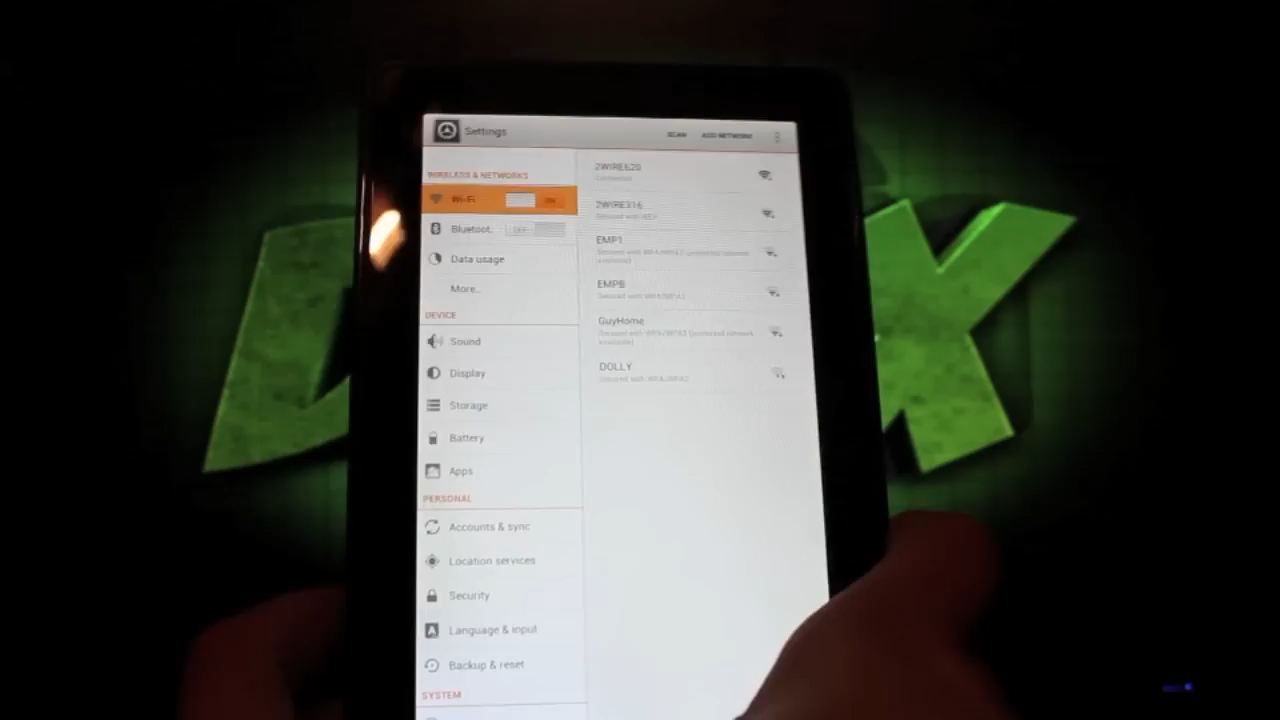 Settings
SCAN ADD NETWORK
WIRELESS & NETWORKS
Wi-Fi ON
Bluetoot.. OFF
Data usage
More...
DEVICE
Sound
Display
Storage
Battery
Apps
PERSONAL
Accounts & sync
Location services
Security
Language & input
Backup & reset
SYSTEM
2WIRE620
Connected
2WIRE316
Secured with WEP
EMP1
Secured with WPA/WPA2 (protected network
available)
EMPB
Secured with WPA/WPA2
GuyHome
Secured with WPA/WPA2 (protected network
available)
DOLLY
Secured with WPA/WPA2